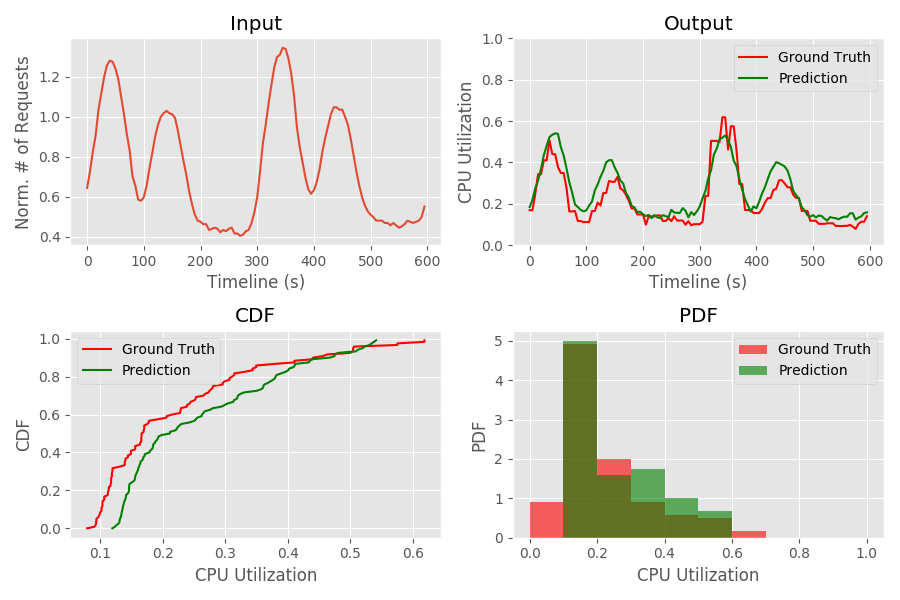 Input
Norm. # of Requests
1.2
1.0
0.8
0.6
0.4
0 100 200 300 400 500 600
Timeline (s)
Output
CPU Utilization
1.0
0.8
0.6
0.4
0.2
0.0
Ground Truth
Prediction
0 100 200 300 400 500 600
Timeline (s)
CDF
CDF
1.0
0.8
0.6
0.4
0.2
0.0
Ground Truth
Prediction
0.1 0.2 0.3 0.4 0.5 0.6
CPU Utilization
PDF
PDF
5
4
3
2
1
0
Ground Truth
Prediction
0.0 0.2 0.4 0.6 0.8 1.0
CPU Utilization